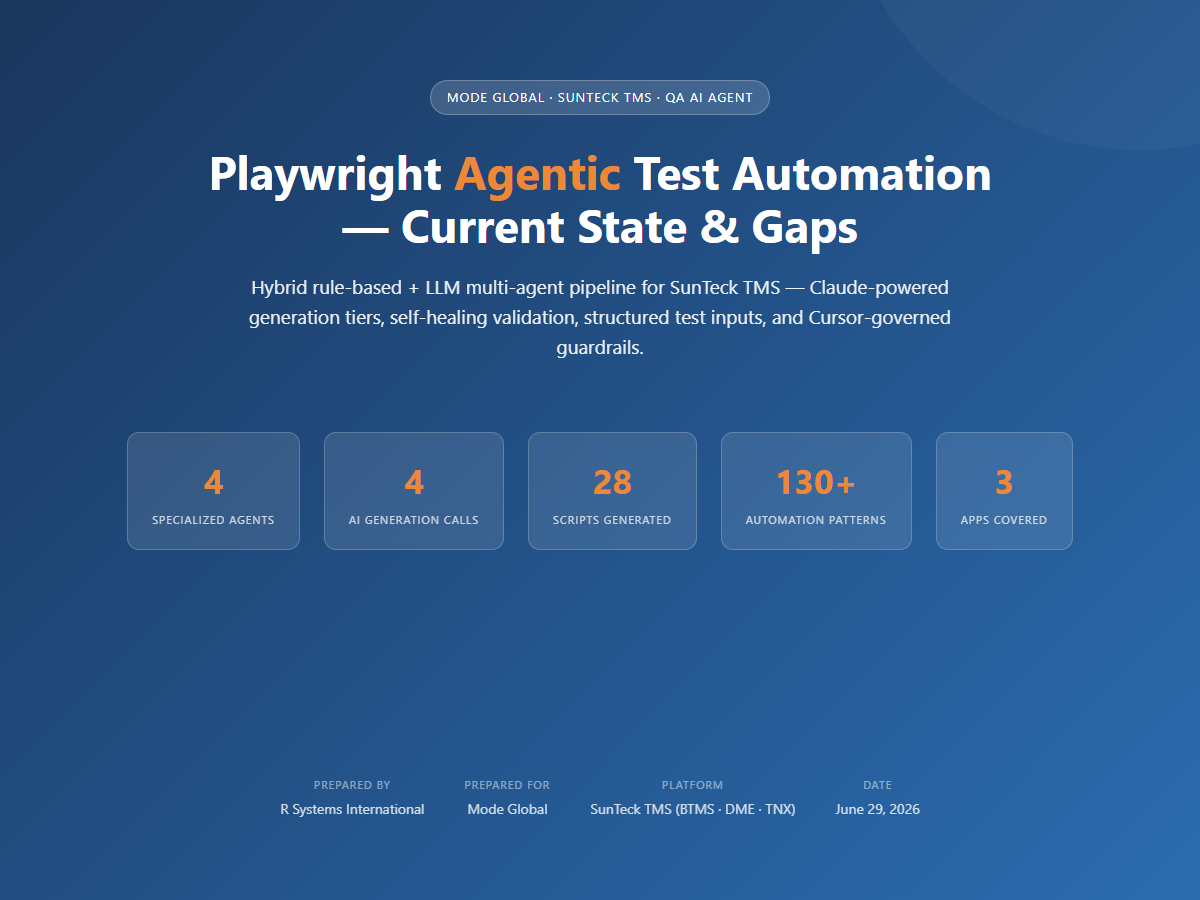 MODE GLOBAL · SUNTECK TMS · QA AI AGENT
Playwright Agentic Test Automation
— Current State & Gaps
Hybrid rule-based + LLM multi-agent pipeline for SunTeck TMS — Claude-powered
generation tiers, self-healing validation, structured test inputs, and Cursor-governed
guardrails.
4
SPECIALIZED AGENTS
4
AI GENERATION CALLS
28
SCRIPTS GENERATED
130+
AUTOMATION PATTERNS
3
APPS COVERED
PREPARED BY
R Systems International
PREPARED FOR
Mode Global
PLATFORM
SunTeck TMS (BTMS · DME · TNX)
DATE
June 29, 2026